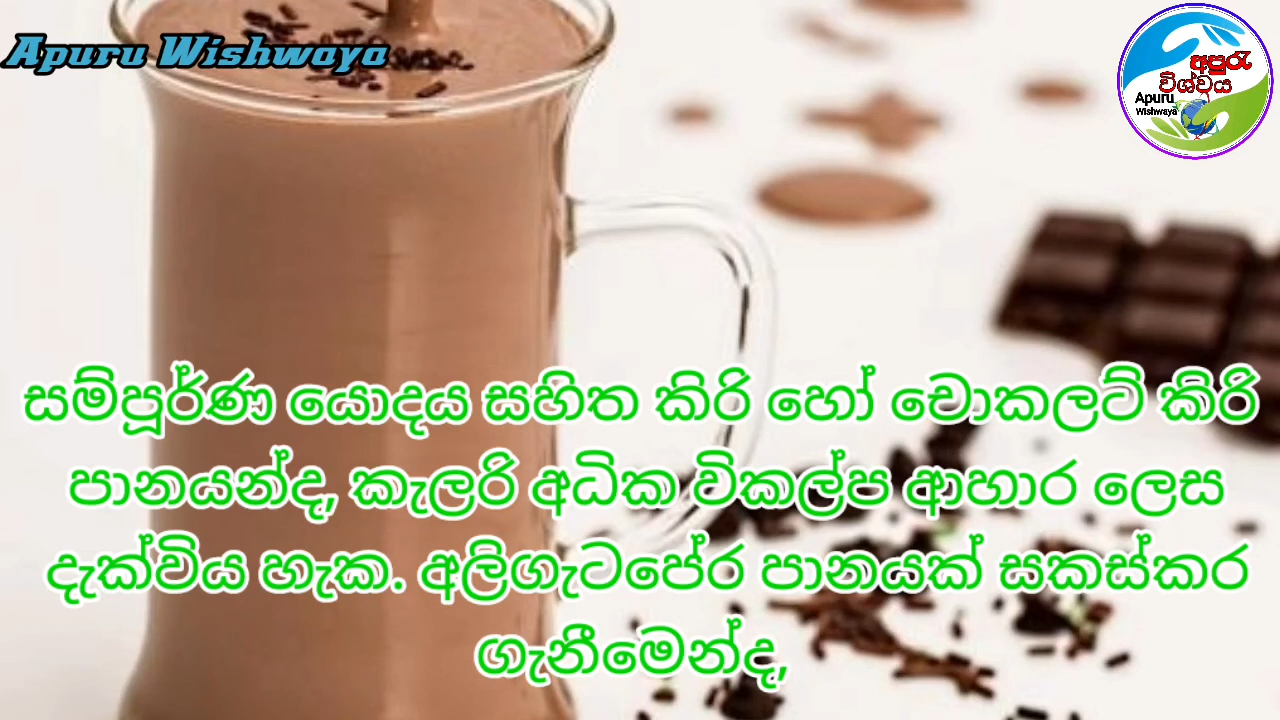 Apuru Wishwaya
අපුරු
විශ්වය
Apuru
Wishwaya
සම්පූර්ණ යොදය සහිත කිරි හෝ චොකලට් කිරි
පානයන්ද, කැලරි අධික විකල්ප ආහාර ලෙස
දැක්විය හැක. අලිගැටපේර පානයක් සකස්කර
ගැනීමෙන්ද,